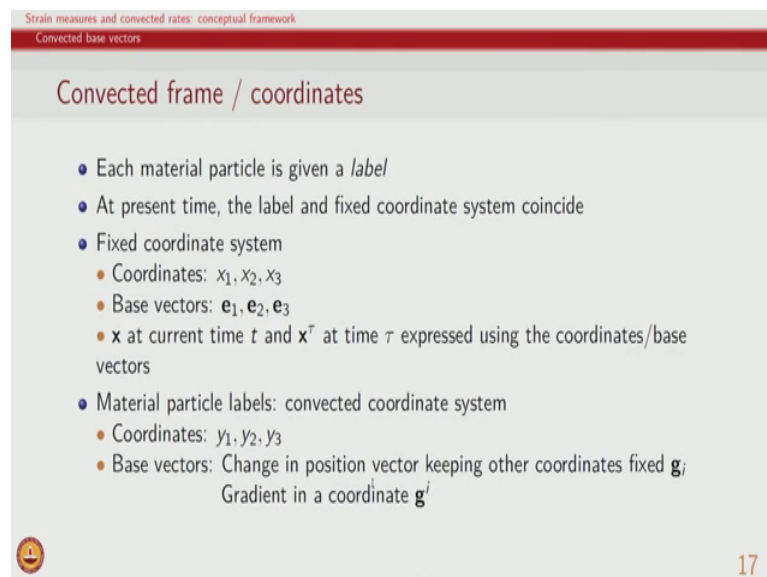 Strain measures and convected rates: conceptual framework
Convected base vectors
Convected frame / coordinates
Each material particle is given a label
At present time, the label and fixed coordinate system coincide
Fixed coordinate system
Coordinates: x₁, x₂, x₃
Base vectors: e₁, e₂, e₃
x at current time t and x^τ at time τ expressed using the coordinates/base
vectors
Material particle labels: convected coordinate system
Coordinates: y₁, y₂, y₃
Base vectors: Change in position vector keeping other coordinates fixed gᵢ
Gradient in a coordinate gⁱ
17